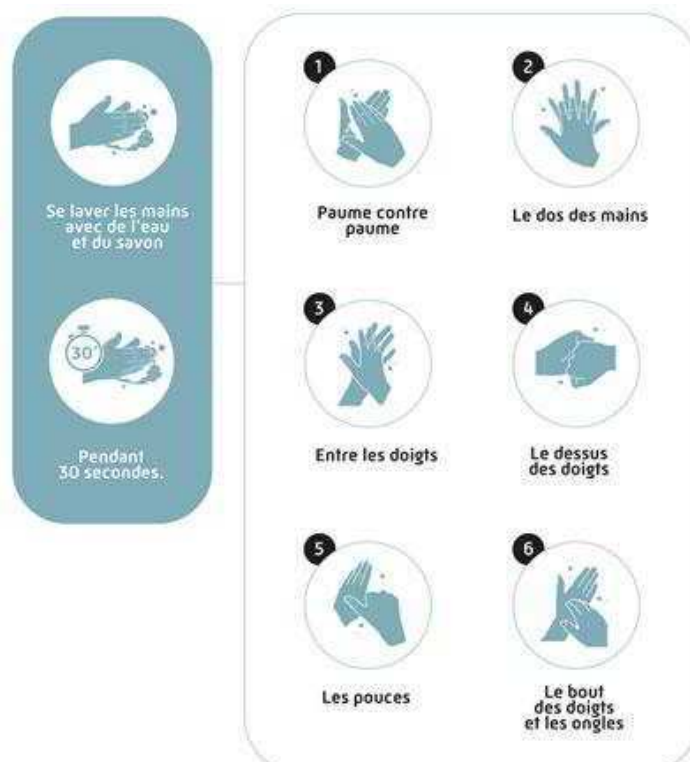 Se laver les mains
avec de l'eau
et du savon
30"
Pendant
30 secondes.
1
Paume contre
paume
2
Le dos des mains
3
Entre les doigts
4
Le dessus
des doigts
5
Les pouces
6
Le bout
des doigts
et les ongles